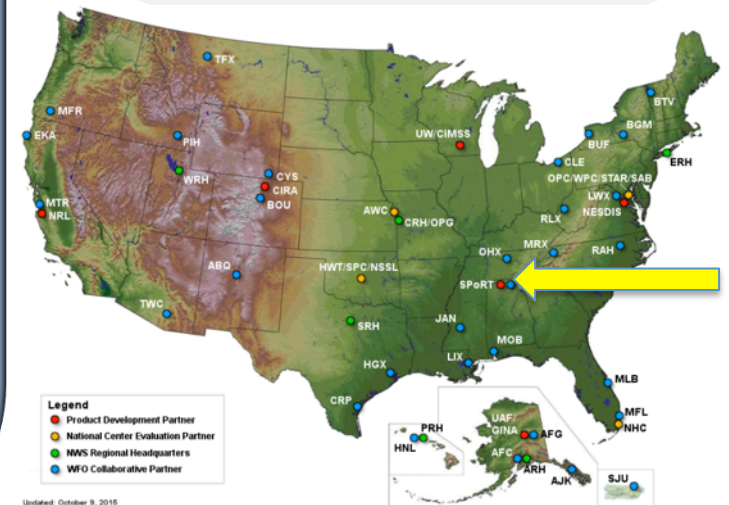 TFX
MFR
EKA
PIH
WRH
CYS
CIRA
BOU
MTR
NRL
ABQ
TWC
UW/CIMSS
AWC
CRH/OPG
HWT/SPC/NSSL
SRH
HGX
CRP
BTV
BGM
BUF
CLE
ERH
OPC/WPC/STAR/SAB
LWX
NESDIS
RLX
MRX
OHX
RAH
SPoRT
JAN
MOB
LIX
MLB
MFL
NHC
Legend
Product Development Partner
National Center Evaluation Partner
NWS Regional Headquarters
WFO Collaborative Partner
PRH
HNL
UAF/
GINA
AFG
AFC
ARH
AJK
SJU
Updated: October 9, 2015